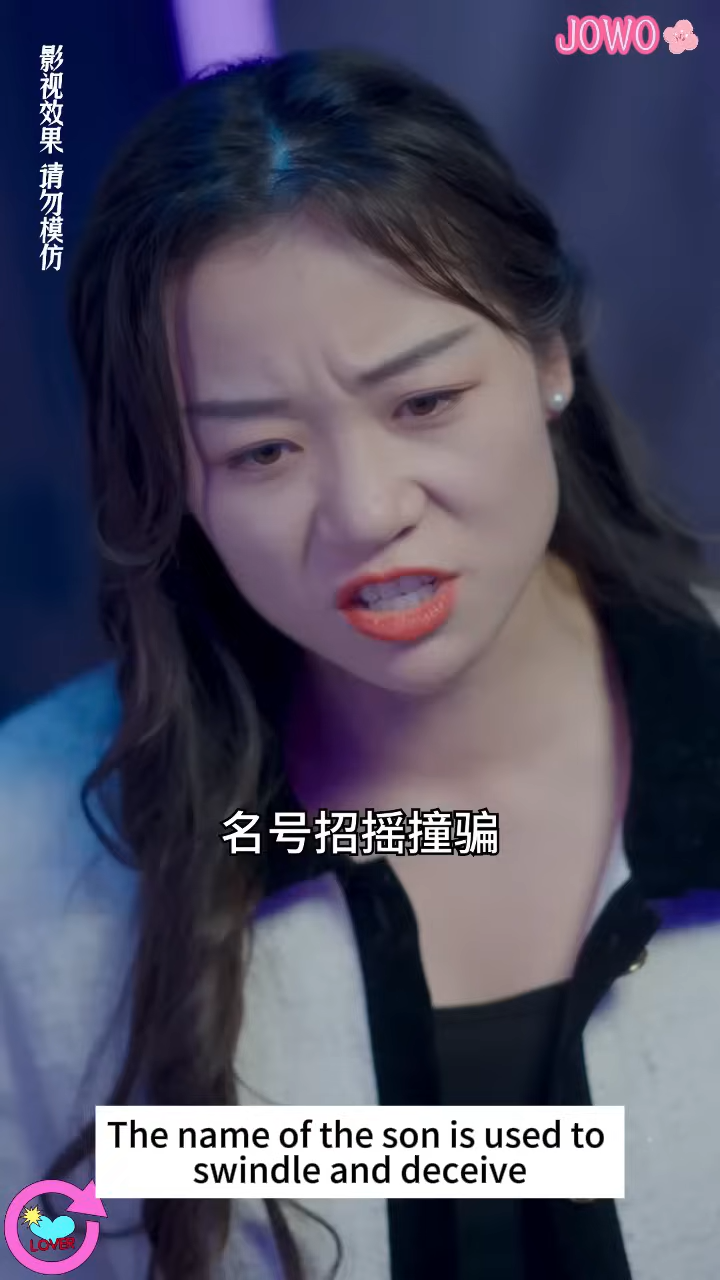 JOWO
影视效果 请勿模仿
名号招摇撞骗
The name of the son is used to
swindle and deceive
LOVER